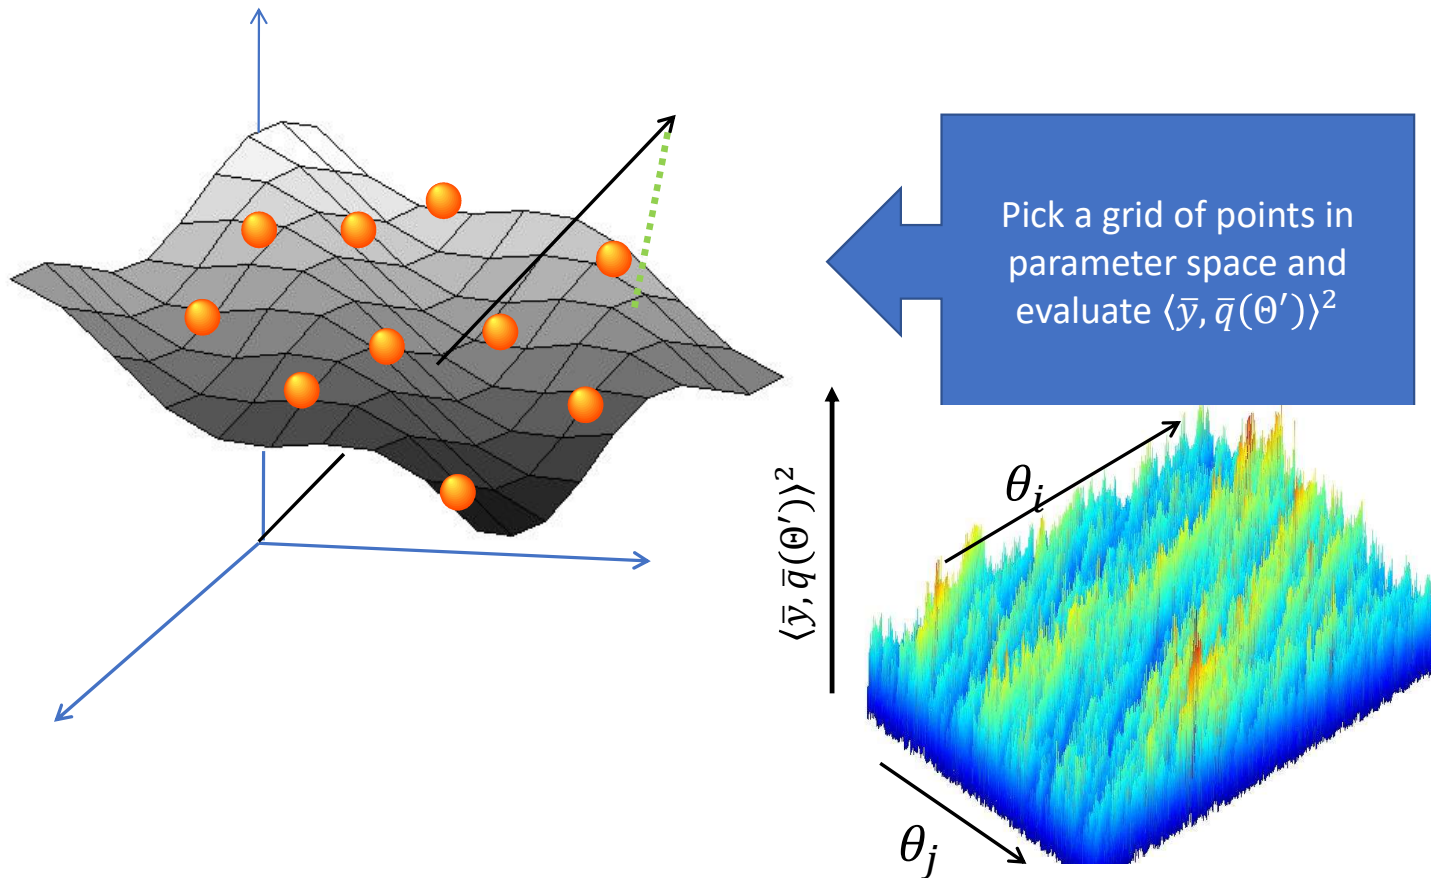 Pick a grid of points in
parameter space and
evaluate ⟨y̅, q̅(Θ′)⟩²
θᵢ
⟨y̅, q̅(Θ′)⟩²
θⱼ